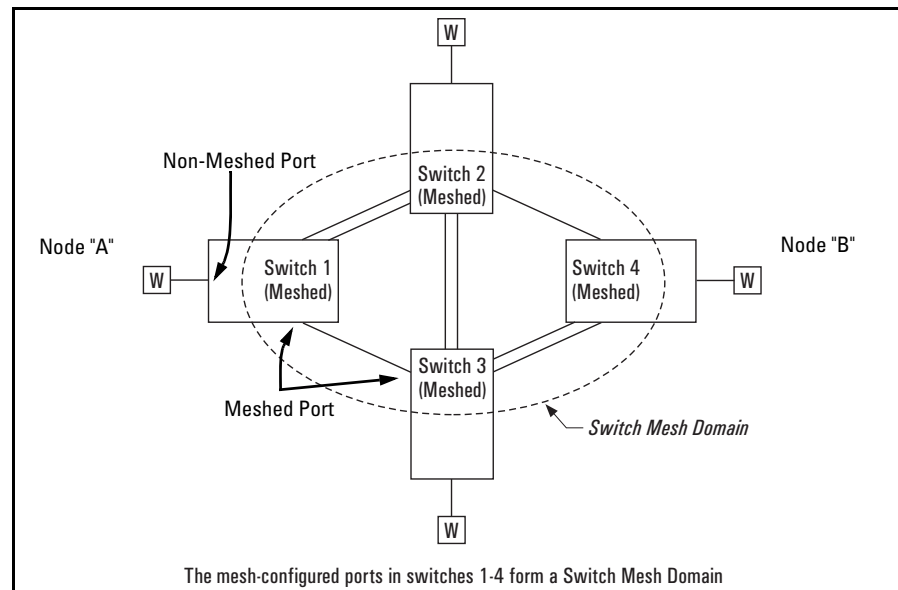 W
Non-Meshed Port
Switch 2
(Meshed)
Node "A"
Node "B"
W
Switch 1
(Meshed)
Switch 4
(Meshed)
W
Switch 3
(Meshed)
Meshed Port
Switch Mesh Domain
W
The mesh-configured ports in switches 1-4 form a Switch Mesh Domain